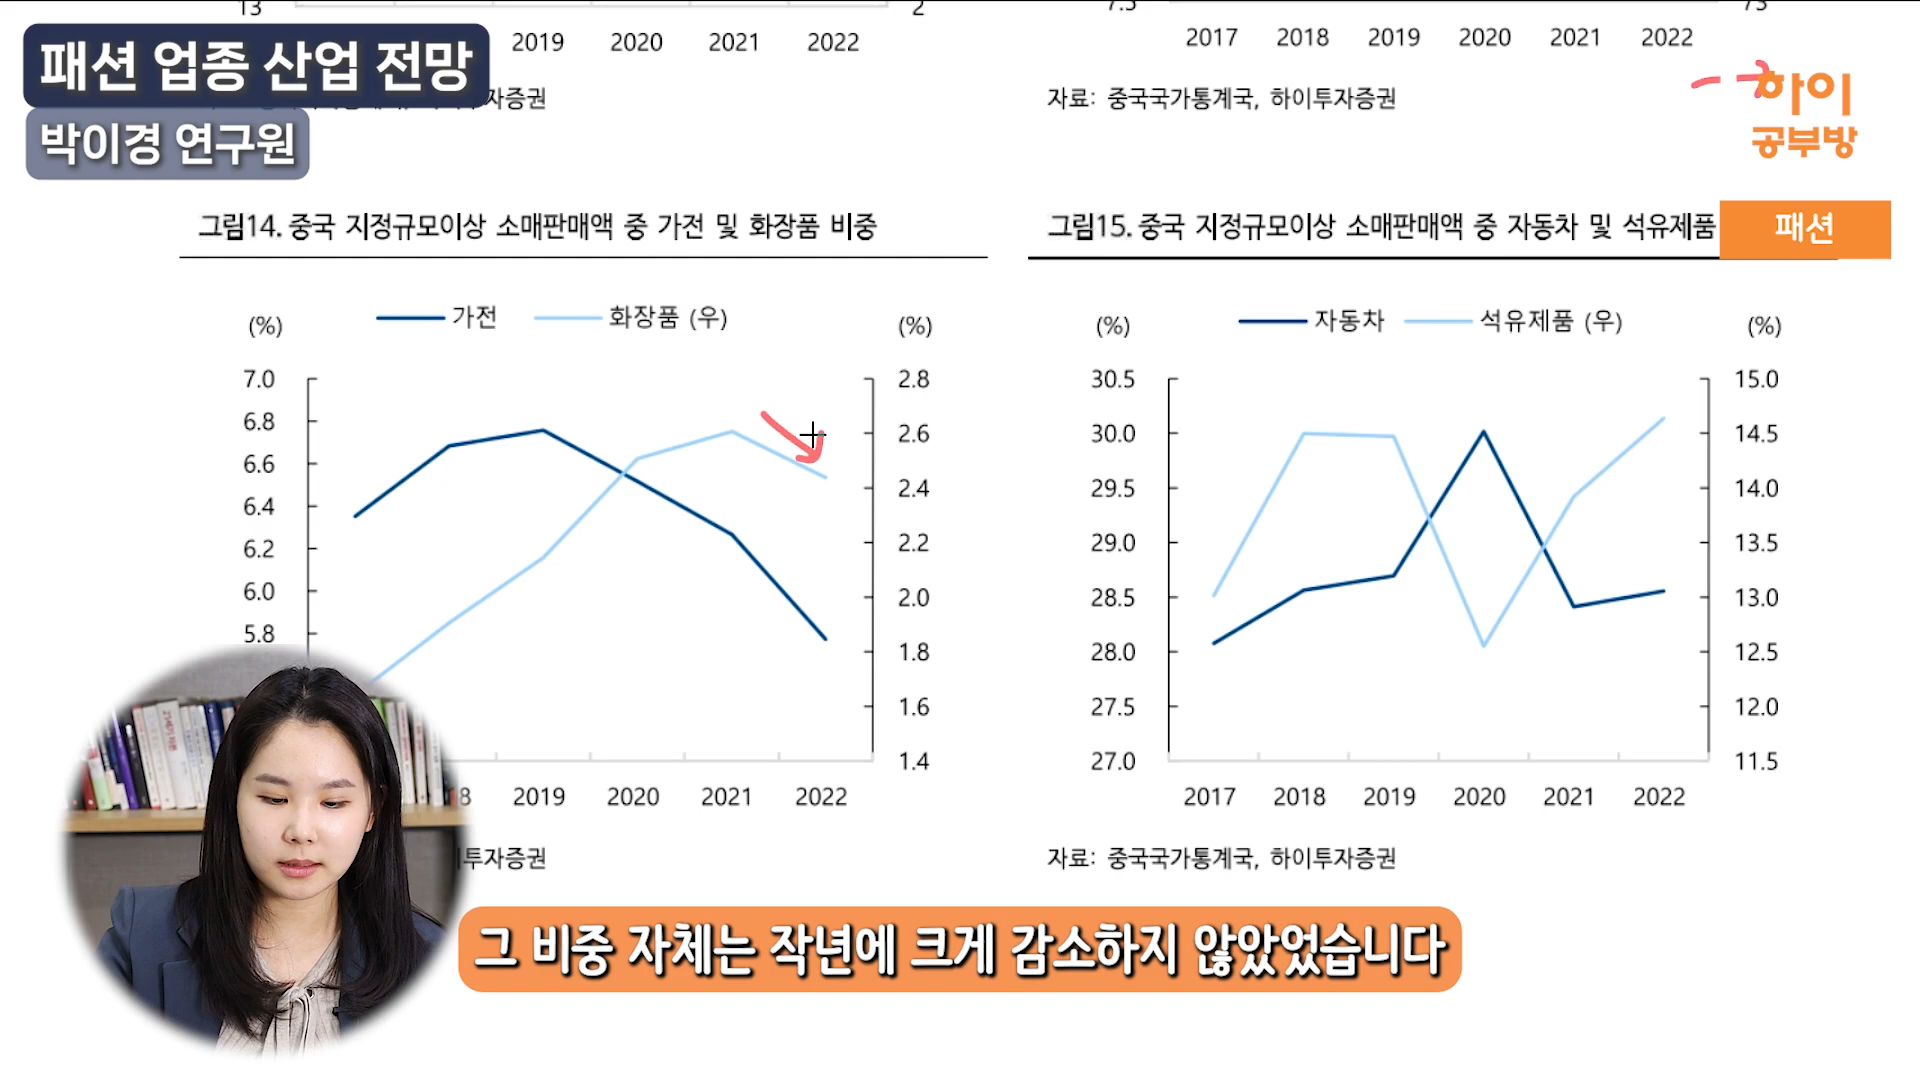 13
2
7.5
73
패션 업종 산업 전망
2019 2020 2021 2022
2017 2018 2019 2020 2021 2022
자증권
자료: 중국국가통계국, 하이투자증권
하이
공부방
박이경 연구원
그림14. 중국 지정규모이상 소매판매액 중 가전 및 화장품 비중
그림15. 중국 지정규모이상 소매판매액 중 자동차 및 석유제품
패션
(%) 가전 화장품 (우) (%)
7.0 2.8
6.8 2.6
6.6 2.4
6.4 2.2
6.2 2.0
6.0 1.8
5.8 1.6
1.4
8 2019 2020 2021 2022
투자증권
(%) 자동차 석유제품 (우) (%)
30.5 15.0
30.0 14.5
29.5 14.0
29.0 13.5
28.5 13.0
28.0 12.5
27.5 12.0
27.0 11.5
2017 2018 2019 2020 2021 2022
자료: 중국국가통계국, 하이투자증권
그 비중 자체는 작년에 크게 감소하지 않았었습니다